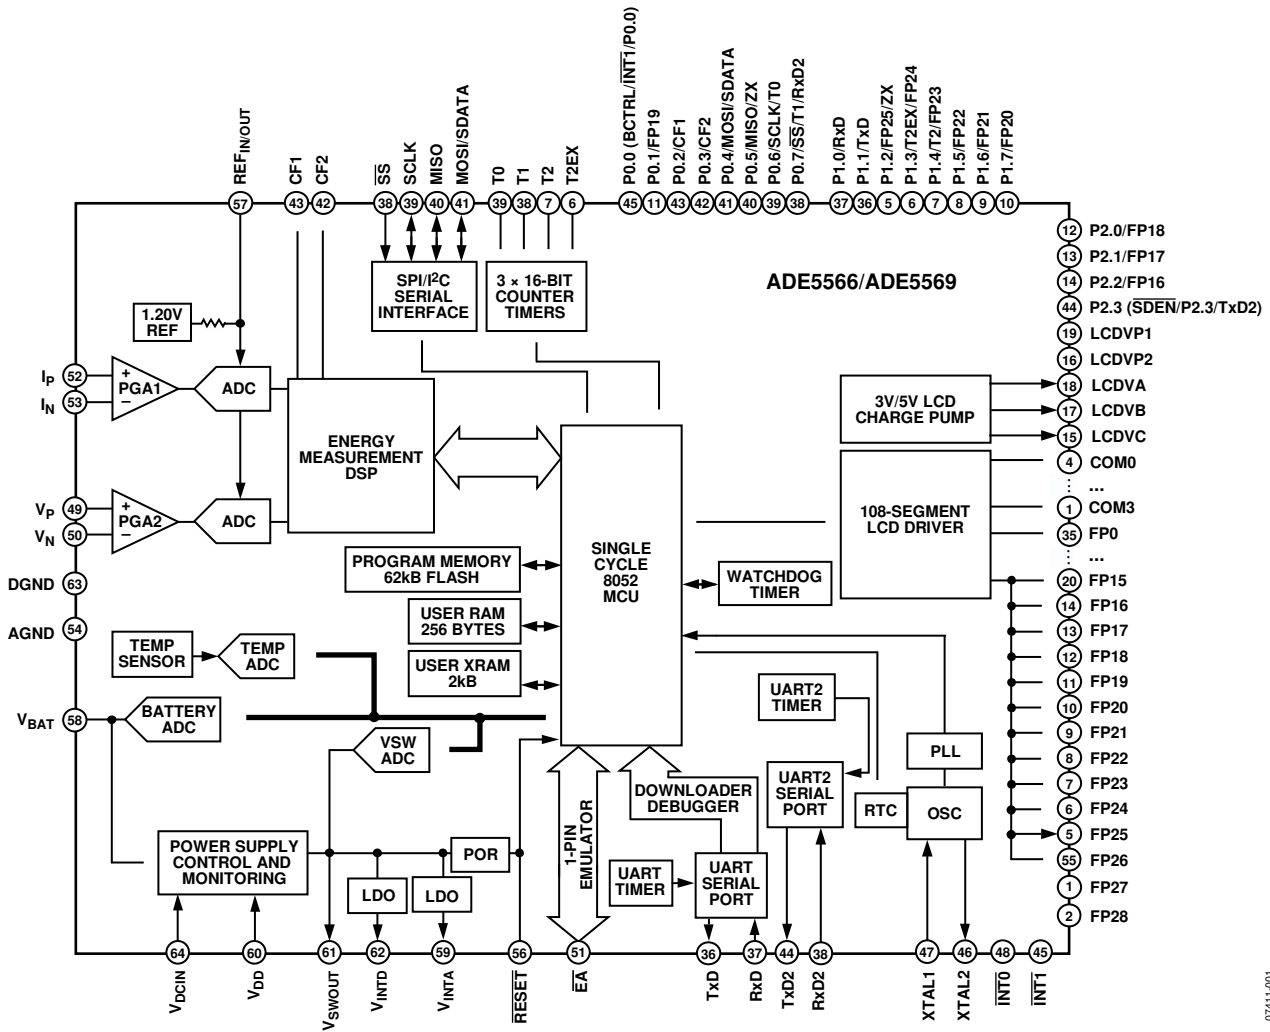 REFIN/OUT
CF1
CF2
SS
SCLK
MISO
MOSI/SDATA
T0
T1
T2
T2EX
P0.0 (BCTRL/INT1/P0.0)
P0.1/FP19
P0.2/CF1
P0.3/CF2
P0.4/MOSI/SDATA
P0.5/MISO/ZX
P0.6/SCLK/T0
P0.7/SS/T1/RxD2
P1.0/RxD
P1.1/TxD
P1.2/FP25/ZX
P1.3/T2EX/FP24
P1.4/T2/FP23
P1.5/FP22
P1.6/FP21
P1.7/FP20
57
43
42
38
39
40
41
39
38
7
6
45
11
43
42
41
40
39
38
37
36
5
6
7
8
9
10
12 P2.0/FP18
13 P2.1/FP17
14 P2.2/FP16
44 P2.3 (SDEN/P2.3/TxD2)
19 LCDVP1
16 LCDVP2
18 LCDVA
17 LCDVB
15 LCDVC
4 COM0
...
1 COM3
35 FP0
...
20 FP15
14 FP16
13 FP17
12 FP18
11 FP19
10 FP20
9 FP21
8 FP22
7 FP23
6 FP24
5 FP25
55 FP26
1 FP27
2 FP28
ADE5566/ADE5569
SPI/I2C
SERIAL
INTERFACE
3 × 16-BIT
COUNTER
TIMERS
1.20V
REF
IP 52
IN 53
+
PGA1
−
ADC
VP 49
VN 50
+
PGA2
−
ADC
DGND 63
AGND 54
VBAT 58
ENERGY
MEASUREMENT
DSP
3V/5V LCD
CHARGE PUMP
108-SEGMENT
LCD DRIVER
SINGLE
CYCLE
8052
MCU
PROGRAM MEMORY
62kB FLASH
USER RAM
256 BYTES
USER XRAM
2kB
WATCHDOG
TIMER
TEMP
SENSOR
TEMP
ADC
BATTERY
ADC
VSW
ADC
UART2
TIMER
UART2
SERIAL
PORT
PLL
RTC
OSC
DOWNLOADER
DEBUGGER
1-PIN
EMULATOR
POWER SUPPLY
CONTROL AND
MONITORING
POR
LDO
LDO
UART
TIMER
UART
SERIAL
PORT
64
60
61
62
59
56
51
36
37
44
38
47
46
48
45
VDCIN
VDD
VSWOUT
VINTD
VINTA
RESET
EA
TxD
RxD
TxD2
RxD2
XTAL1
XTAL2
INT0
INT1
07411-001